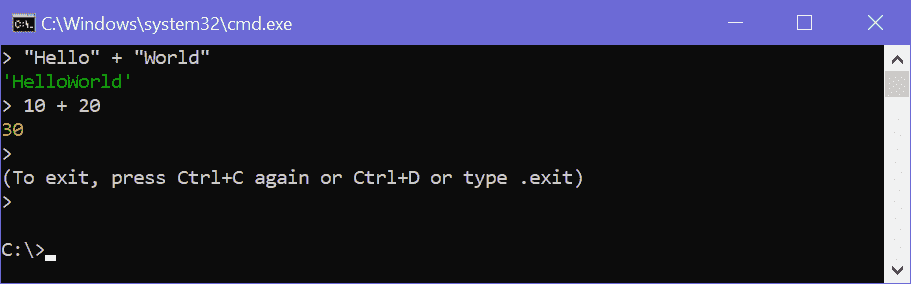 C:\Windows\system32\cmd.exe
> "Hello" + "World"
'HelloWorld'
> 10 + 20
30
>
(To exit, press Ctrl+C again or Ctrl+D or type .exit)
>
C:\>